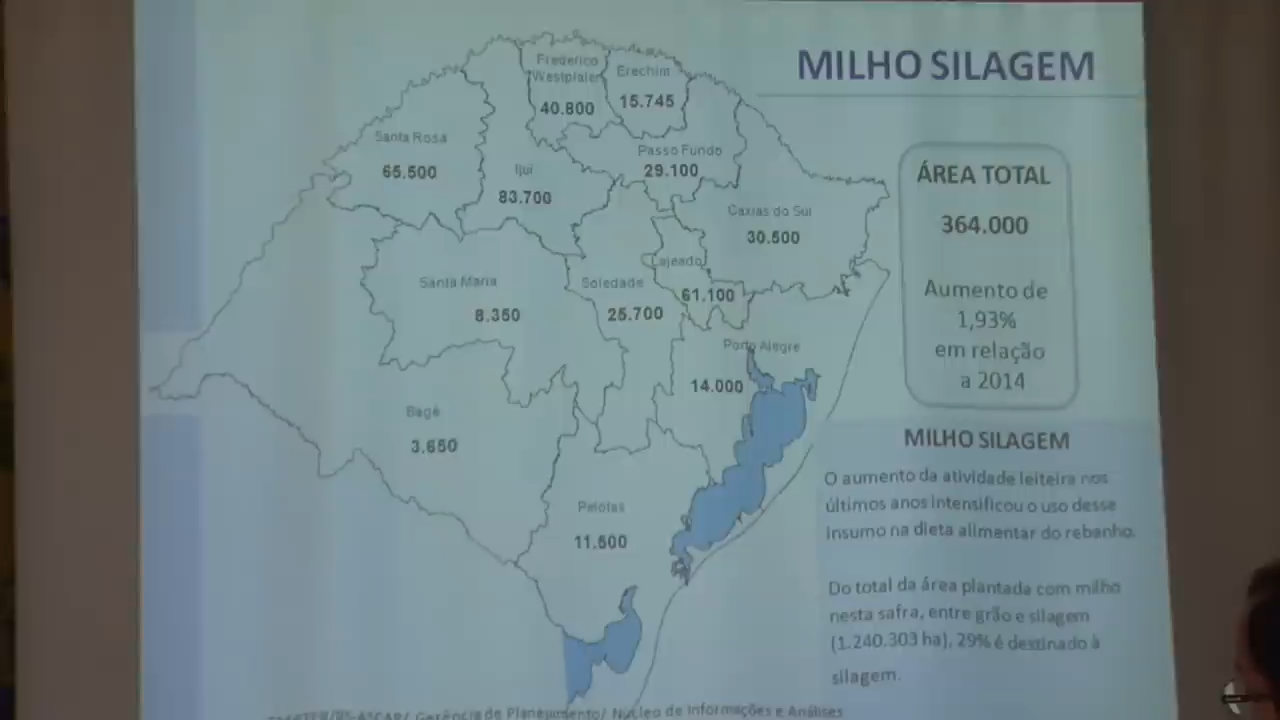 MILHO SILAGEM
Frederico
Westphalen
40.800
Erechim
15.745
Santa Rosa
65.500
Ijuí
83.700
Passo Fundo
29.100
Caxias do Sul
30.500
Santa Maria
8.350
Soledade
25.700
Lajeado
61.100
Porto Alegre
14.000
Bagé
3.650
Pelotas
11.500
ÁREA TOTAL
364.000
Aumento de
1,93%
em relação
a 2014
MILHO SILAGEM
O aumento da atividade leiteira nos
últimos anos intensificou o uso desse
insumo na dieta alimentar do rebanho.
Do total da área plantada com milho
nesta safra, entre grão e silagem
(1.240.303 ha), 29% é destinado à
silagem.
Gerência de Planejamento/ Núcleo de Informações e Análises